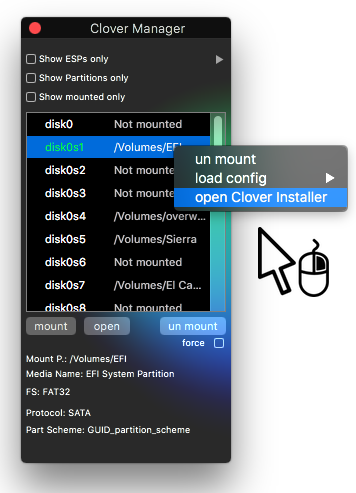 Clover Manager
Show ESPs only
Show Partitions only
Show mounted only
disk0 Not mounted
disk0s1 /Volumes/EFI
un mount
disk0s2 Not mounted
load config
disk0s3 Not mounted
open Clover Installer
disk0s4 /Volumes/overw...
disk0s5 /Volumes/Sierra
disk0s6 Not mounted
disk0s7 /Volumes/El Ca...
disk0s8 Not mounted
mount open un mount
force
Mount P.: /Volumes/EFI
Media Name: EFI System Partition
FS: FAT32
Protocol: SATA
Part Scheme: GUID_partition_scheme